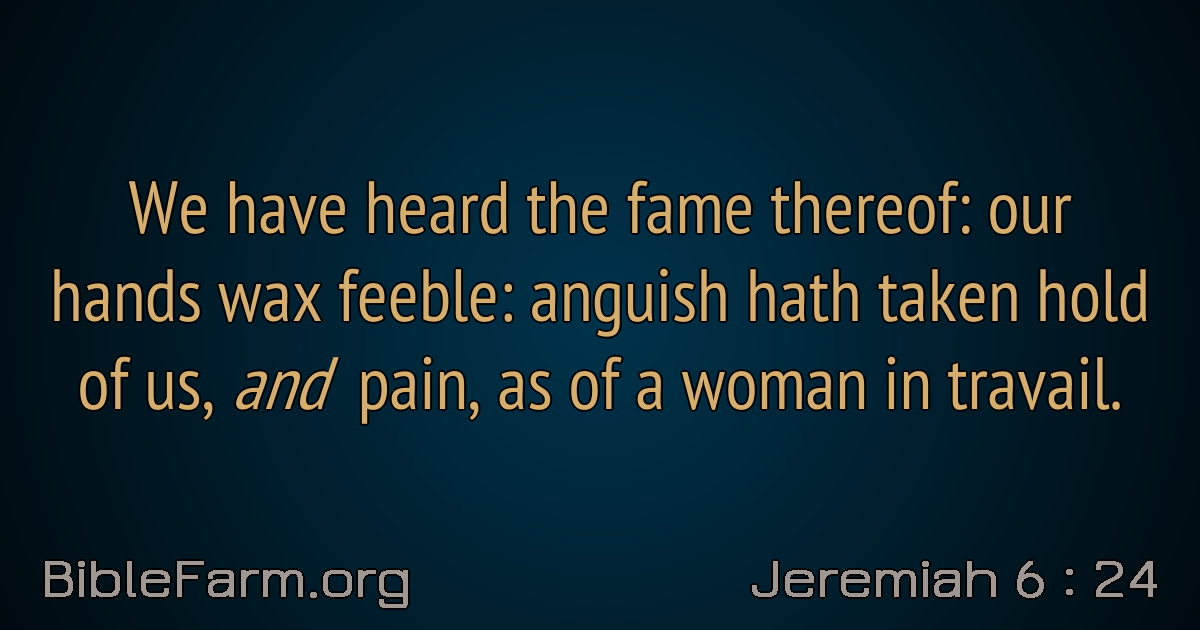 We have heard the fame thereof: our
hands wax feeble: anguish hath taken hold
of us, and pain, as of a woman in travail.
BibleFarm.org
Jeremiah 6 : 24